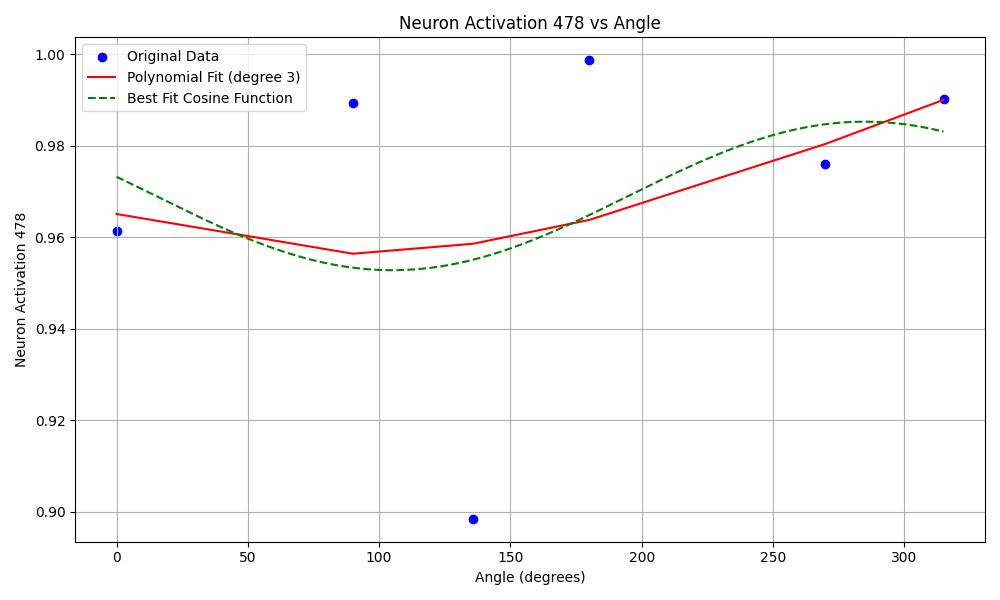 Neuron Activation 478 vs Angle
Original Data
Polynomial Fit (degree 3)
Best Fit Cosine Function
Neuron Activation 478
1.00
0.98
0.96
0.94
0.92
0.90
0
50
100
150
200
250
300
Angle (degrees)